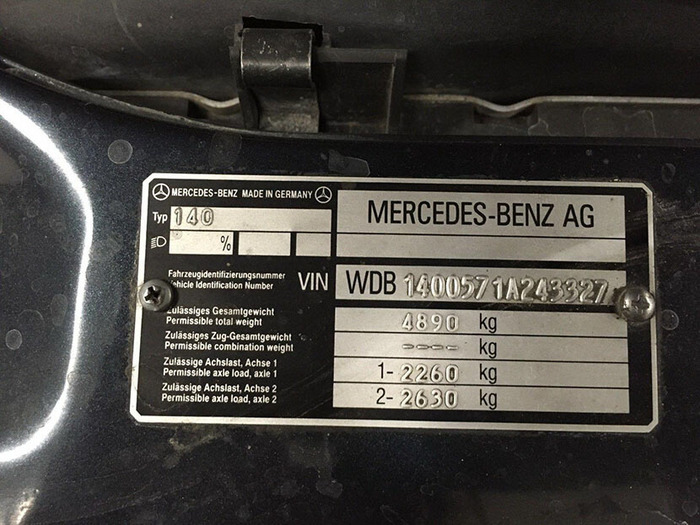 MERCEDES-BENZ MADE IN GERMANY
Typ 140
%
MERCEDES-BENZ AG
Fahrzeugidentifizierungsnummer
Vehicle Identification Number
VIN
WDB 1400571A243327
Zulässiges Gesamtgewicht
Permissible total weight
4890 kg
Zulässiges Zug-Gesamtgewicht
Permissible combination weight
---- kg
Zulässige Achslast, Achse 1
Permissible axle load, axle 1
1- 2260 kg
Zulässige Achslast, Achse 2
Permissible axle load, axle 2
2- 2630 kg